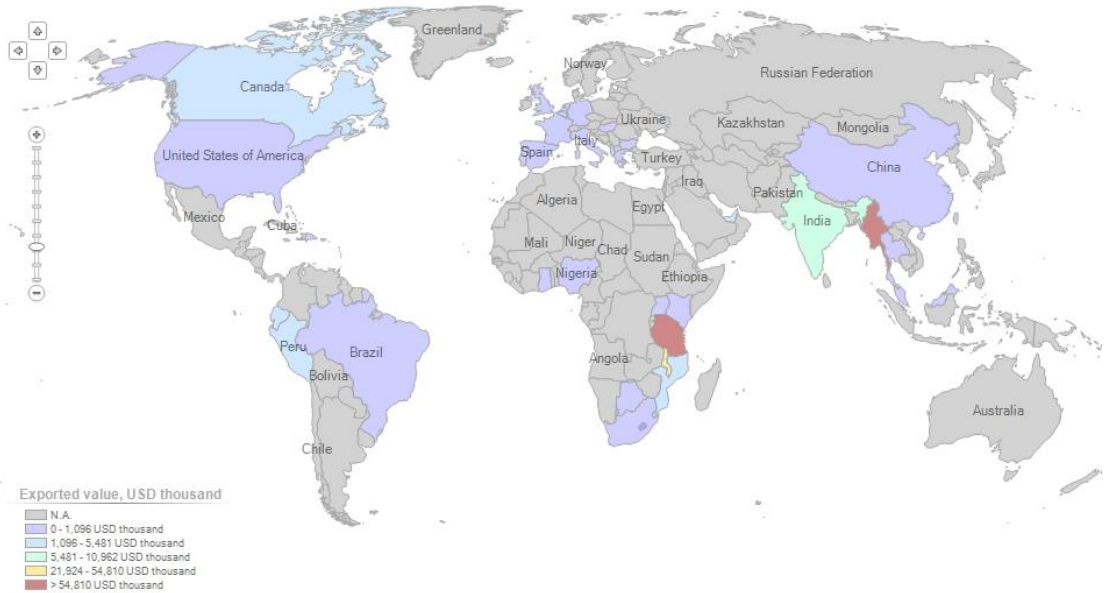 Greenland
Norway
Russian Federation
Canada
Ukraine
Kazakhstan
Mongolia
United States of America
Spain
Italy
Turkey
China
Iraq
Pakistan
Mexico
Algeria
Egypt
India
Cuba
Mali
Niger
Chad
Sudan
Nigeria
Ethiopia
Peru
Brazil
Angola
Bolivia
Australia
Chile
Exported value, USD thousand
N.A.
0 - 1,096 USD thousand
1,096 - 5,481 USD thousand
5,481 - 10,962 USD thousand
21,924 - 54,810 USD thousand
> 54,810 USD thousand